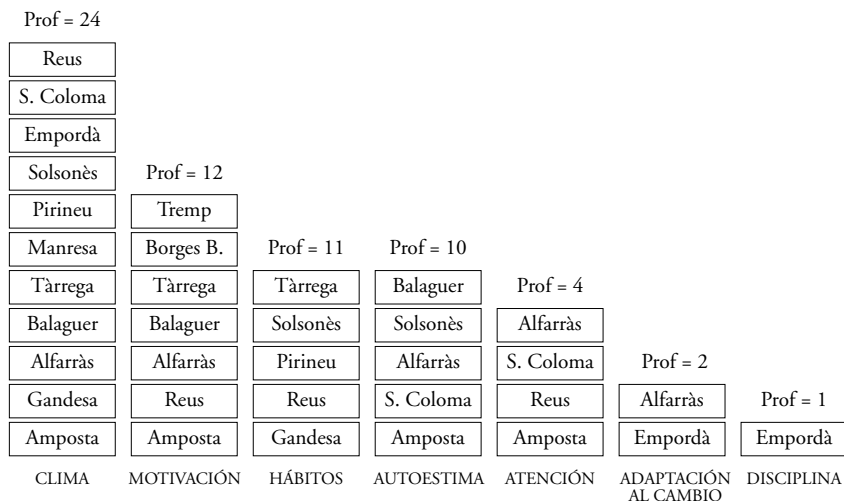 Prof = 24
Reus
S. Coloma
Empordà
Solsonès
Pirineu
Manresa
Tàrrega
Balaguer
Alfarràs
Gandesa
Amposta
CLIMA
Prof = 12
Tremp
Borges B.
Tàrrega
Balaguer
Alfarràs
Reus
Amposta
MOTIVACIÓN
Prof = 11
Tàrrega
Solsonès
Pirineu
Reus
Gandesa
HÁBITOS
Prof = 10
Balaguer
Solsonès
Alfarràs
S. Coloma
Amposta
AUTOESTIMA
Prof = 4
Alfarràs
S. Coloma
Reus
Amposta
ATENCIÓN
Prof = 2
Alfarràs
Empordà
ADAPTACIÓN
AL CAMBIO
Prof = 1
Empordà
DISCIPLINA